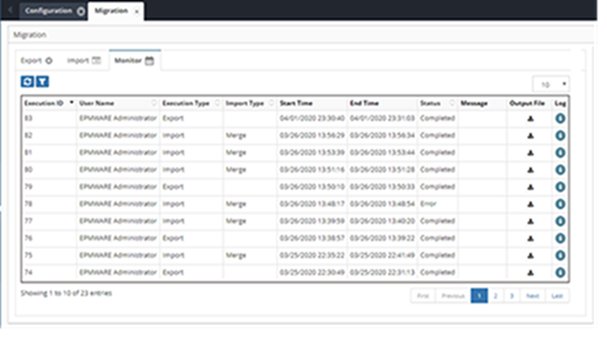 Configuration
Migration
Migration
Export
Import
Monitor
10
Execution ID User Name Execution Type Import Type Start Time End Time Status Message Output File Log
83 EPMWARE Administrator Export 04/01/2020 23:30:40 04/01/2020 23:31:03 Completed
82 EPMWARE Administrator Import Merge 03/26/2020 13:56:29 03/26/2020 13:56:34 Completed
81 EPMWARE Administrator Import Merge 03/26/2020 13:53:39 03/26/2020 13:53:44 Completed
80 EPMWARE Administrator Import Merge 03/26/2020 13:51:16 03/26/2020 13:51:28 Completed
79 EPMWARE Administrator Export 03/26/2020 13:50:10 03/26/2020 13:50:33 Completed
78 EPMWARE Administrator Import Merge 03/26/2020 13:48:17 03/26/2020 13:48:54 Error
77 EPMWARE Administrator Import Merge 03/26/2020 13:39:59 03/26/2020 13:40:20 Completed
76 EPMWARE Administrator Export 03/26/2020 13:38:57 03/26/2020 13:39:22 Completed
75 EPMWARE Administrator Import Merge 03/25/2020 22:35:22 03/25/2020 22:41:49 Completed
74 EPMWARE Administrator Export 03/25/2020 22:30:49 03/25/2020 22:31:13 Completed
Showing 1 to 10 of 23 entries
First Previous 1 2 3 Next Last